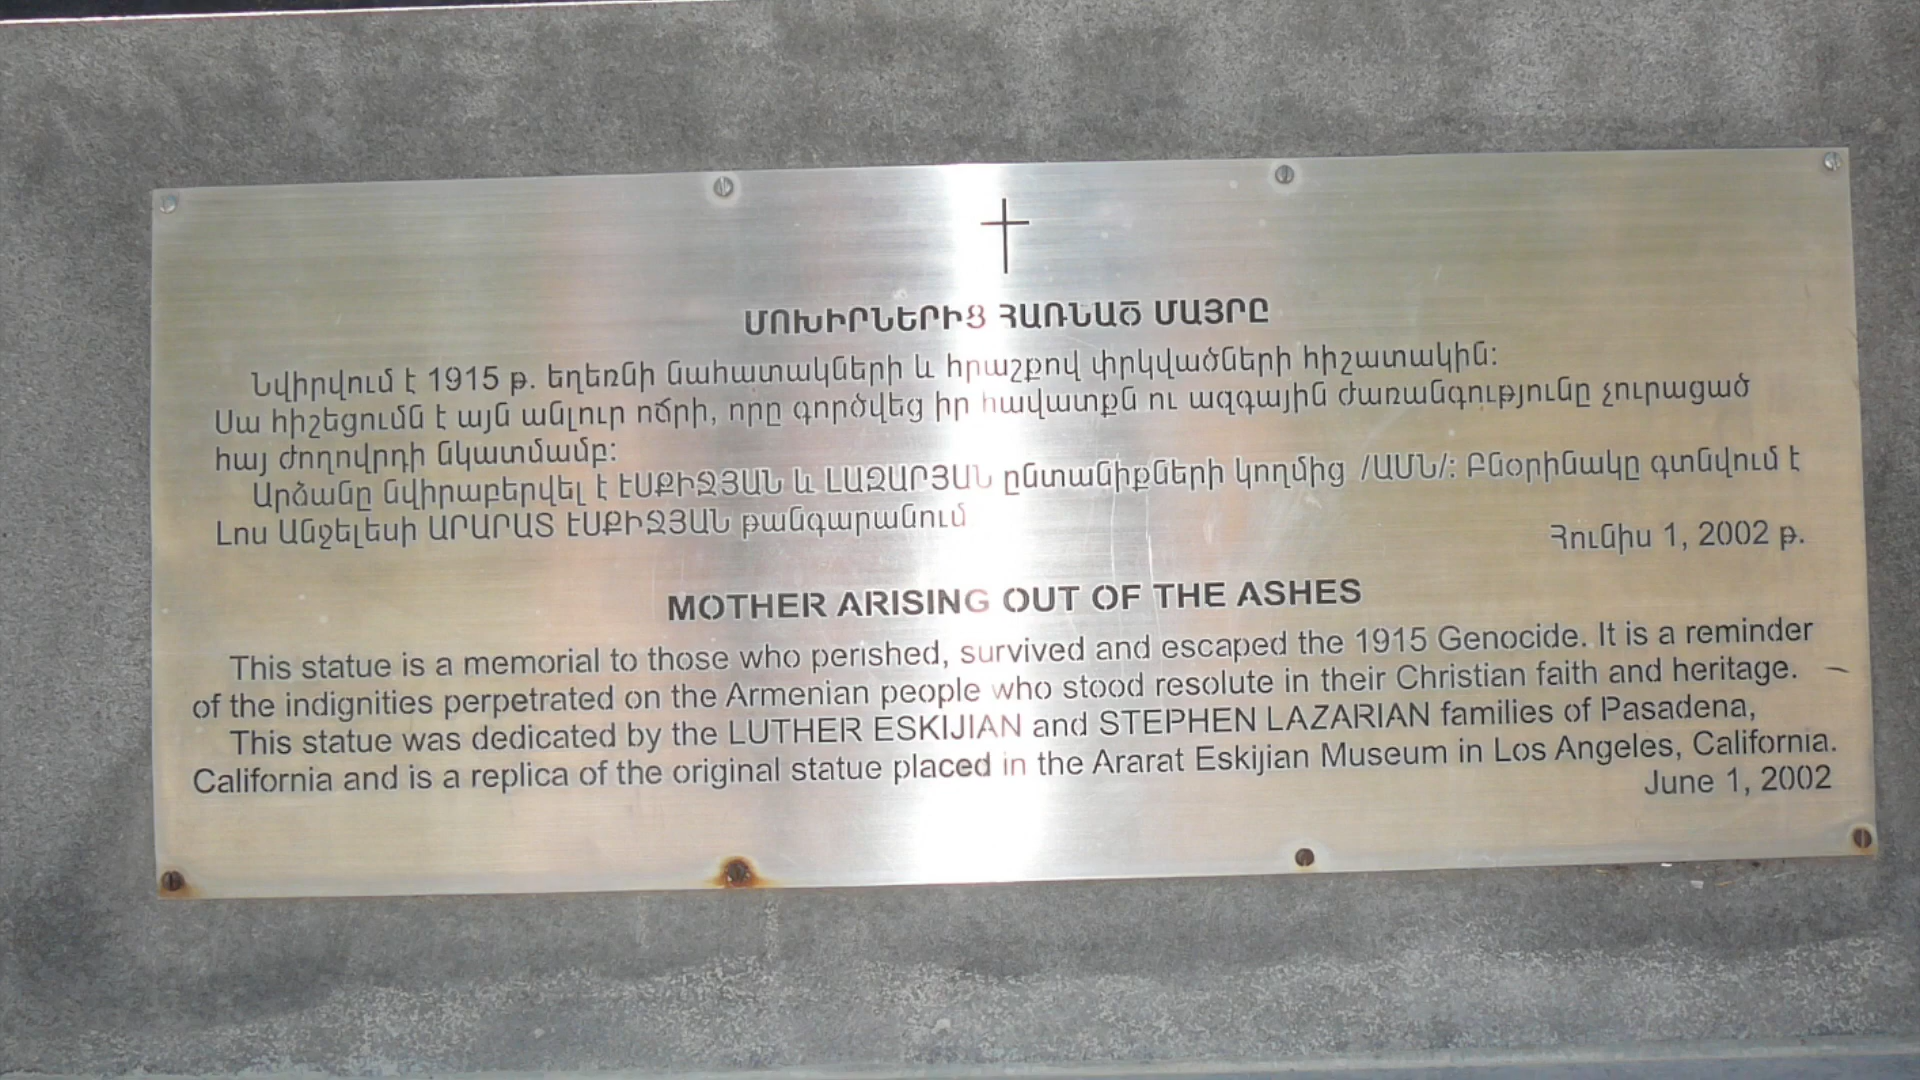 ՄՈԽԻՐՆԵՐԻՑ ՀԱՌՆԱԾ ՄԱՅՐԸ
Նվիրվում է 1915 թ. եղեռնի նահատակների և հրաշքով փրկվածների հիշատակին:
Սա հիշեցումն է այն անլուր ոճրի, որը գործվեց իր հավատքն ու ազգային ժառանգությունը չուրացած
հայ ժողովրդի նկատմամբ:
Արձանը նվիրաբերվել է ԷՍՔԻՋՅԱՆ և ԼԱԶԱՐՅԱՆ ընտանիքների կողմից /ԱՄՆ/: Բնօրինակը գտնվում է
Լոս Անջելեսի ԱՐԱՐԱՏ ԷՍՔԻՋՅԱՆ թանգարանում
Հունիս 1, 2002 թ.
MOTHER ARISING OUT OF THE ASHES
This statue is a memorial to those who perished, survived and escaped the 1915 Genocide. It is a reminder
of the indignities perpetrated on the Armenian people who stood resolute in their Christian faith and heritage.
This statue was dedicated by the LUTHER ESKIJIAN and STEPHEN LAZARIAN families of Pasadena,
California and is a replica of the original statue placed in the Ararat Eskijian Museum in Los Angeles, California.
June 1, 2002